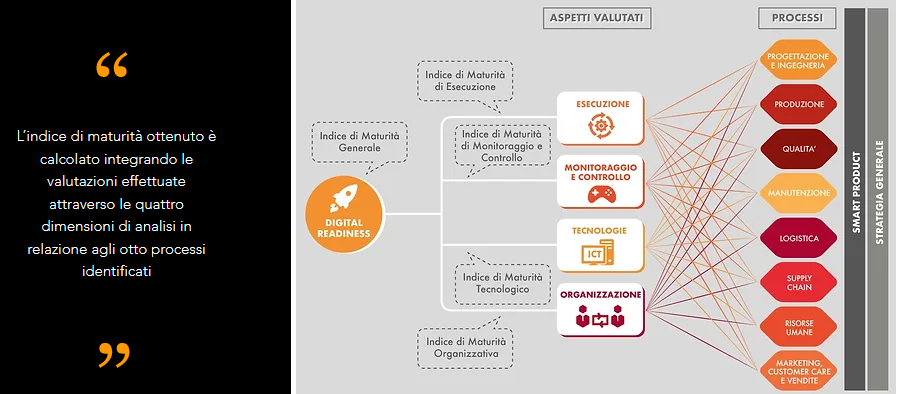 “
L’indice di maturità ottenuto è
calcolato integrando le
valutazioni effettuate
attraverso le quattro
dimensioni di analisi in
relazione agli otto processi
identificati
”
ASPETTI VALUTATI
PROCESSI
Indice di Maturità
di Esecuzione
Indice di Maturità
Generale
Indice di Maturità
di Monitoraggio e
Controllo
DIGITAL
READINESS
Indice di Maturità
Tecnologico
Indice di Maturità
Organizzativa
ESECUZIONE
MONITORAGGIO
E CONTROLLO
TECNOLOGIE
ICT
ORGANIZZAZIONE
PROGETTAZIONE
E INGEGNERIA
PRODUZIONE
QUALITA’
MANUTENZIONE
LOGISTICA
SUPPLY
CHAIN
RISORSE
UMANE
MARKETING,
CUSTOMER CARE
E VENDITE
SMART PRODUCT
STRATEGIA GENERALE